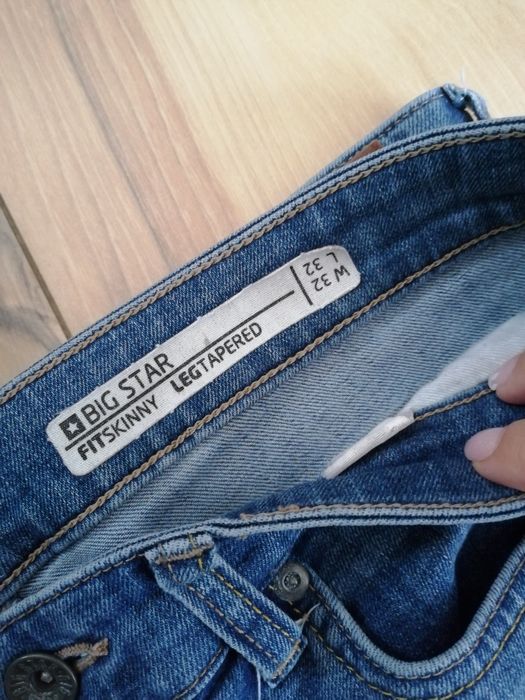 BIG STAR
FITSKINNY LEGTAPERED
W 32
L 32